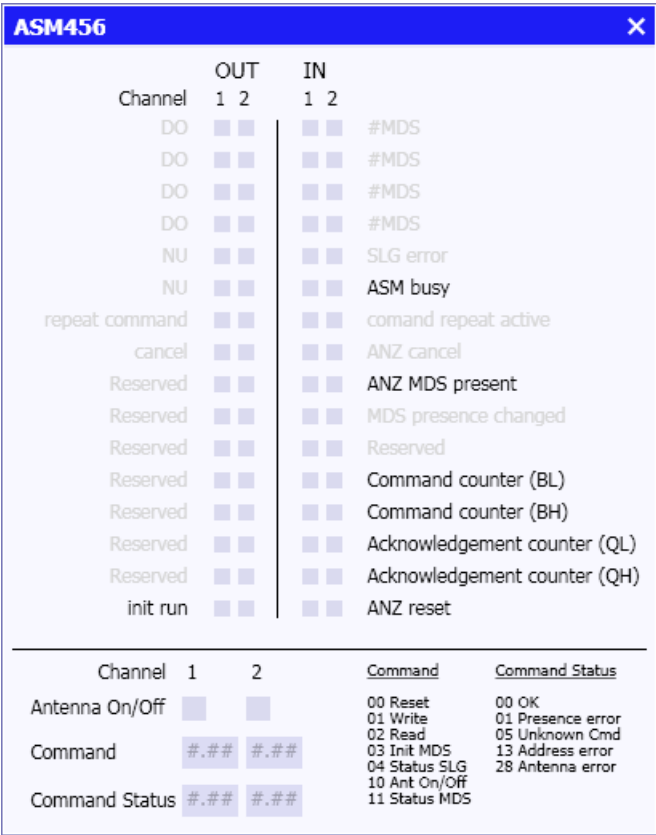 ASM456
OUT IN
Channel 1 2 1 2
DO #MDS
DO #MDS
DO #MDS
DO #MDS
NU SLG error
NU ASM busy
repeat command comand repeat active
cancel ANZ cancel
Reserved ANZ MDS present
Reserved MDS presence changed
Reserved Reserved
Reserved Command counter (BL)
Reserved Command counter (BH)
Reserved Acknowledgement counter (QL)
Reserved Acknowledgement counter (QH)
init run ANZ reset
Channel 1 2
Antenna On/Off
Command #.## #.##
Command Status #.## #.##
Command
00 Reset
01 Write
02 Read
03 Init MDS
04 Status SLG
10 Ant On/Off
11 Status MDS
Command Status
00 OK
01 Presence error
05 Unknown Cmd
13 Address error
28 Antenna error